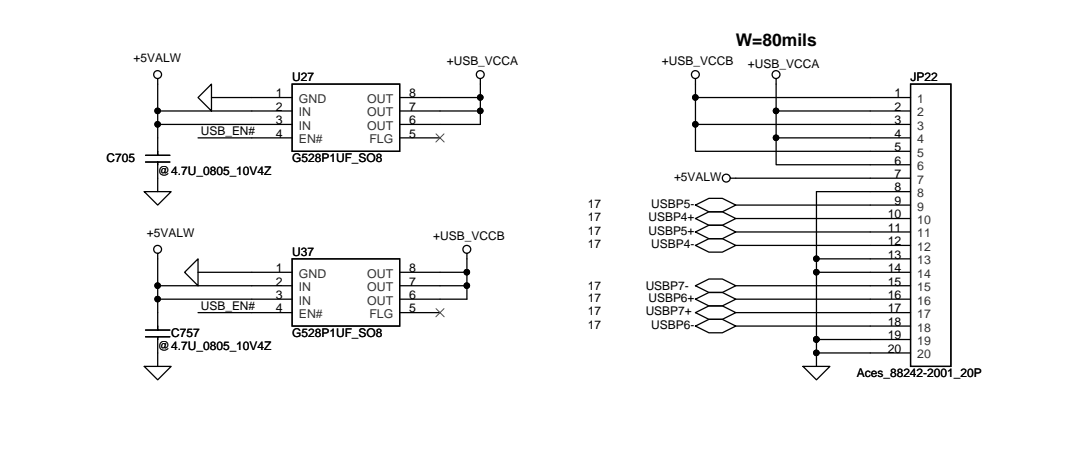 W=80mils
+5VALW
U27
+USB_VCCA
1 GND OUT 8
2 IN OUT 7
3 IN OUT 6
USB_EN# 4 EN# FLG 5
G528P1UF_SO8
C705
@ 4.7U_0805_10V4Z
+5VALW
U37
+USB_VCCB
1 GND OUT 8
2 IN OUT 7
3 IN OUT 6
USB_EN# 4 EN# FLG 5
G528P1UF_SO8
C757
@ 4.7U_0805_10V4Z
+USB_VCCB
+USB_VCCA
JP22
1 1
2 2
3 3
4 4
5 5
6 6
+5VALW 7 7
8 8
17 USBP5- 9 9
17 USBP4+ 10 10
17 USBP5+ 11 11
17 USBP4- 12 12
13 13
14 14
17 USBP7- 15 15
17 USBP6+ 16 16
17 USBP7+ 17 17
17 USBP6- 18 18
19 19
20 20
Aces_88242-2001_20P